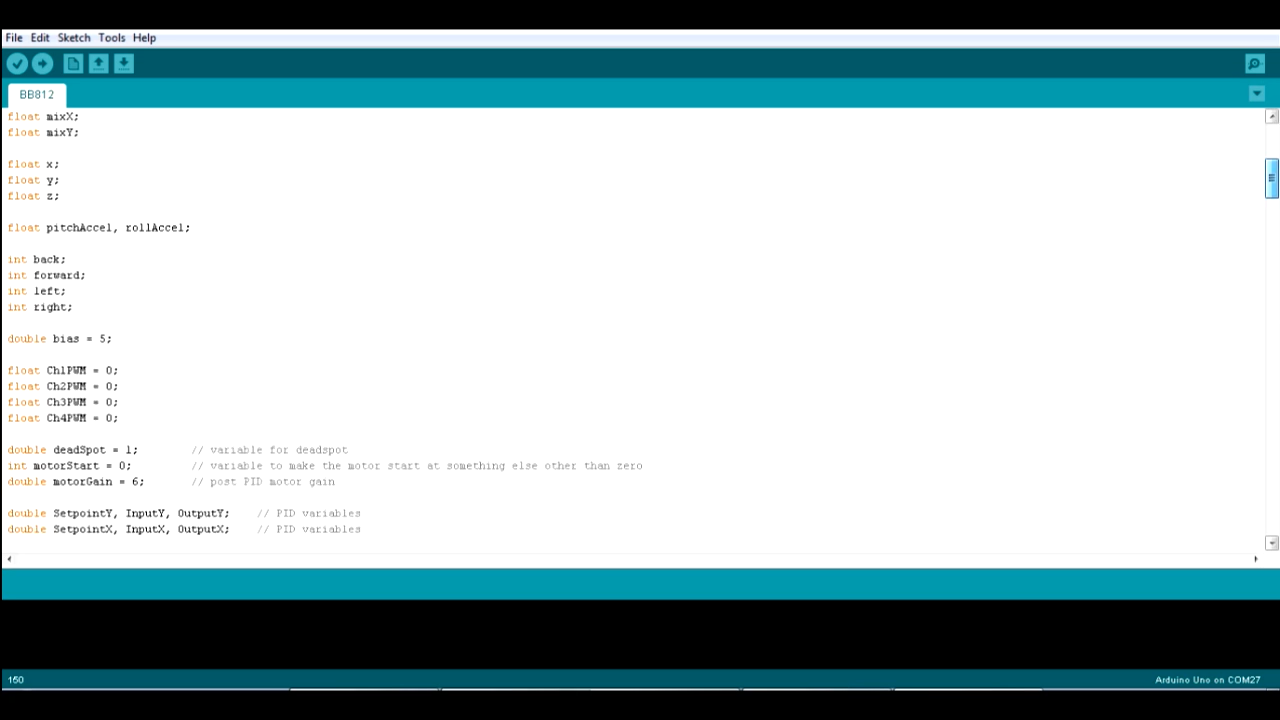 File Edit Sketch Tools Help
BB812
float mixX;
float mixY;
float x;
float y;
float z;
float pitchAccel, rollAccel;
int back;
int forward;
int left;
int right;
double bias = 5;
float Ch1PWM = 0;
float Ch2PWM = 0;
float Ch3PWM = 0;
float Ch4PWM = 0;
double deadSpot = 1; // variable for deadspot
int motorStart = 0; // variable to make the motor start at something else other than zero
double motorGain = 6; // post PID motor gain
double SetpointY, InputY, OutputY; // PID variables
double SetpointX, InputX, OutputX; // PID variables
150 Arduino Uno on COM27